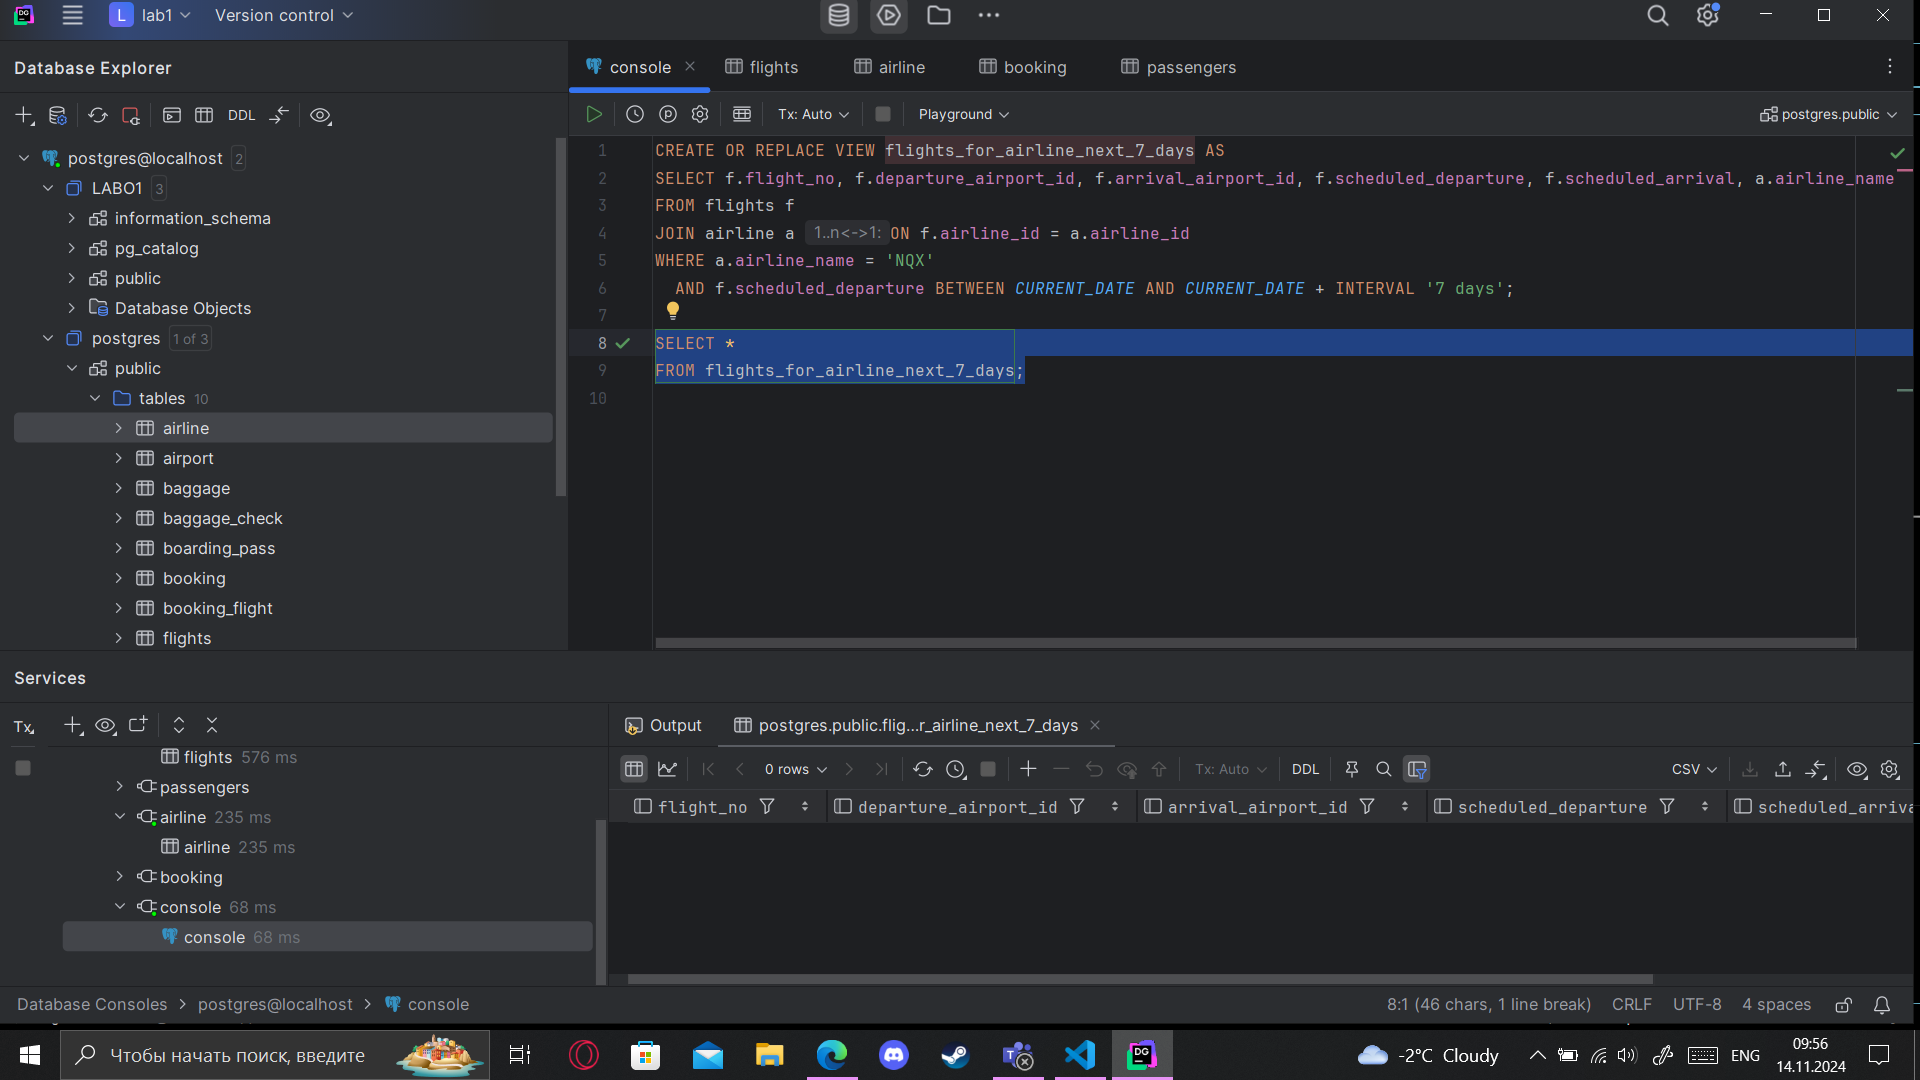 L lab1 Version control
Database Explorer
console
flights
airline
booking
passengers
DDL
Tx: Auto
Playground
postgres.public
postgres@localhost 2
LABO1 3
information_schema
pg_catalog
public
Database Objects
postgres 1 of 3
public
tables 10
airline
airport
baggage
baggage_check
boarding_pass
booking
booking_flight
flights
1 CREATE OR REPLACE VIEW flights_for_airline_next_7_days AS
2 SELECT f.flight_no, f.departure_airport_id, f.arrival_airport_id, f.scheduled_departure, f.scheduled_arrival, a.airline_name
3 FROM flights f
4 JOIN airline a 1..n<->1: ON f.airline_id = a.airline_id
5 WHERE a.airline_name = 'NQX'
6 AND f.scheduled_departure BETWEEN CURRENT_DATE AND CURRENT_DATE + INTERVAL '7 days';
7
8 SELECT *
9 FROM flights_for_airline_next_7_days;
10
Services
Tx
flights 576 ms
passengers
airline 235 ms
airline 235 ms
booking
console 68 ms
console 68 ms
Output
postgres.public.flig...r_airline_next_7_days
0 rows
Tx: Auto
DDL
CSV
flight_no
departure_airport_id
arrival_airport_id
scheduled_departure
scheduled_arriva
Database Consoles > postgres@localhost > console
8:1 (46 chars, 1 line break) CRLF UTF-8 4 spaces
Чтобы начать поиск, введите
-2°C Cloudy
ENG
09:56
14.11.2024